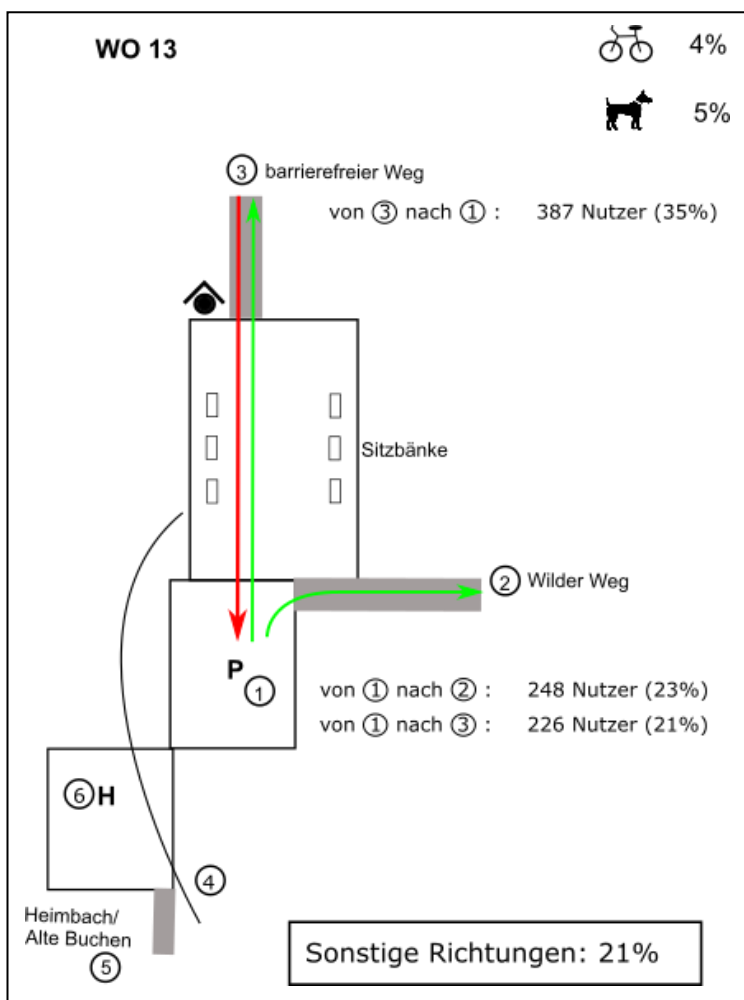 WO 13
4%
5%
③ barrierefreier Weg
von ③ nach ① : 387 Nutzer (35%)
Sitzbänke
② Wilder Weg
P ①
von ① nach ② : 248 Nutzer (23%)
von ① nach ③ : 226 Nutzer (21%)
⑥ H
④
Heimbach/
Alte Buchen
⑤
Sonstige Richtungen: 21%